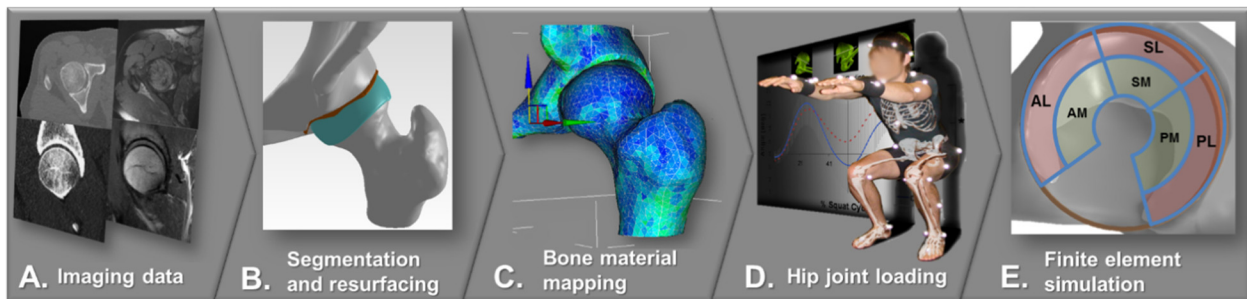 SL
SM
AL
AM
PM
PL
% Squat Cyc
A. Imaging data
B. Segmentation
and resurfacing
C. Bone material
mapping
D. Hip joint loading
E. Finite element
simulation